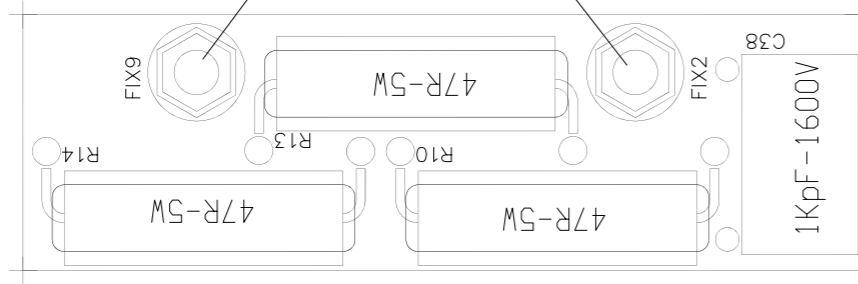 C38
FIX9
47R-5W
FIX2
1KpF-1600V
R13
R14
R10
47R-5W
47R-5W